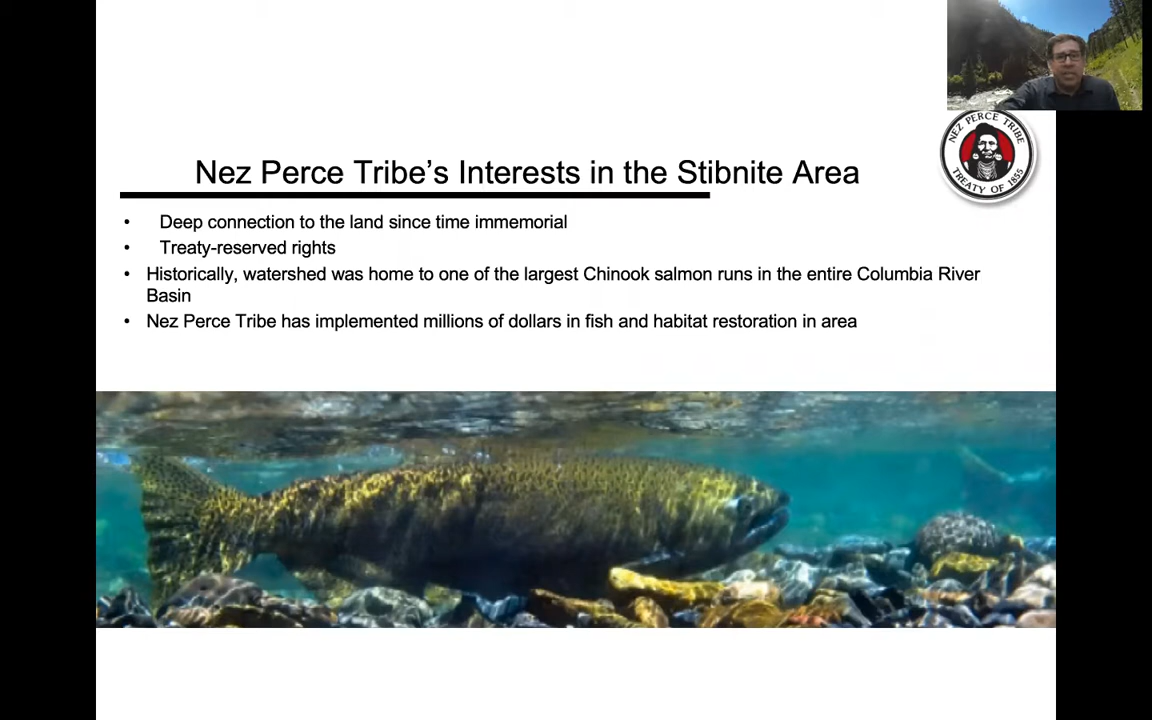 NEZ PERCE TRIBE
TREATY OF 1855
Nez Perce Tribe's Interests in the Stibnite Area
• Deep connection to the land since time immemorial
• Treaty-reserved rights
• Historically, watershed was home to one of the largest Chinook salmon runs in the entire Columbia River
Basin
• Nez Perce Tribe has implemented millions of dollars in fish and habitat restoration in area